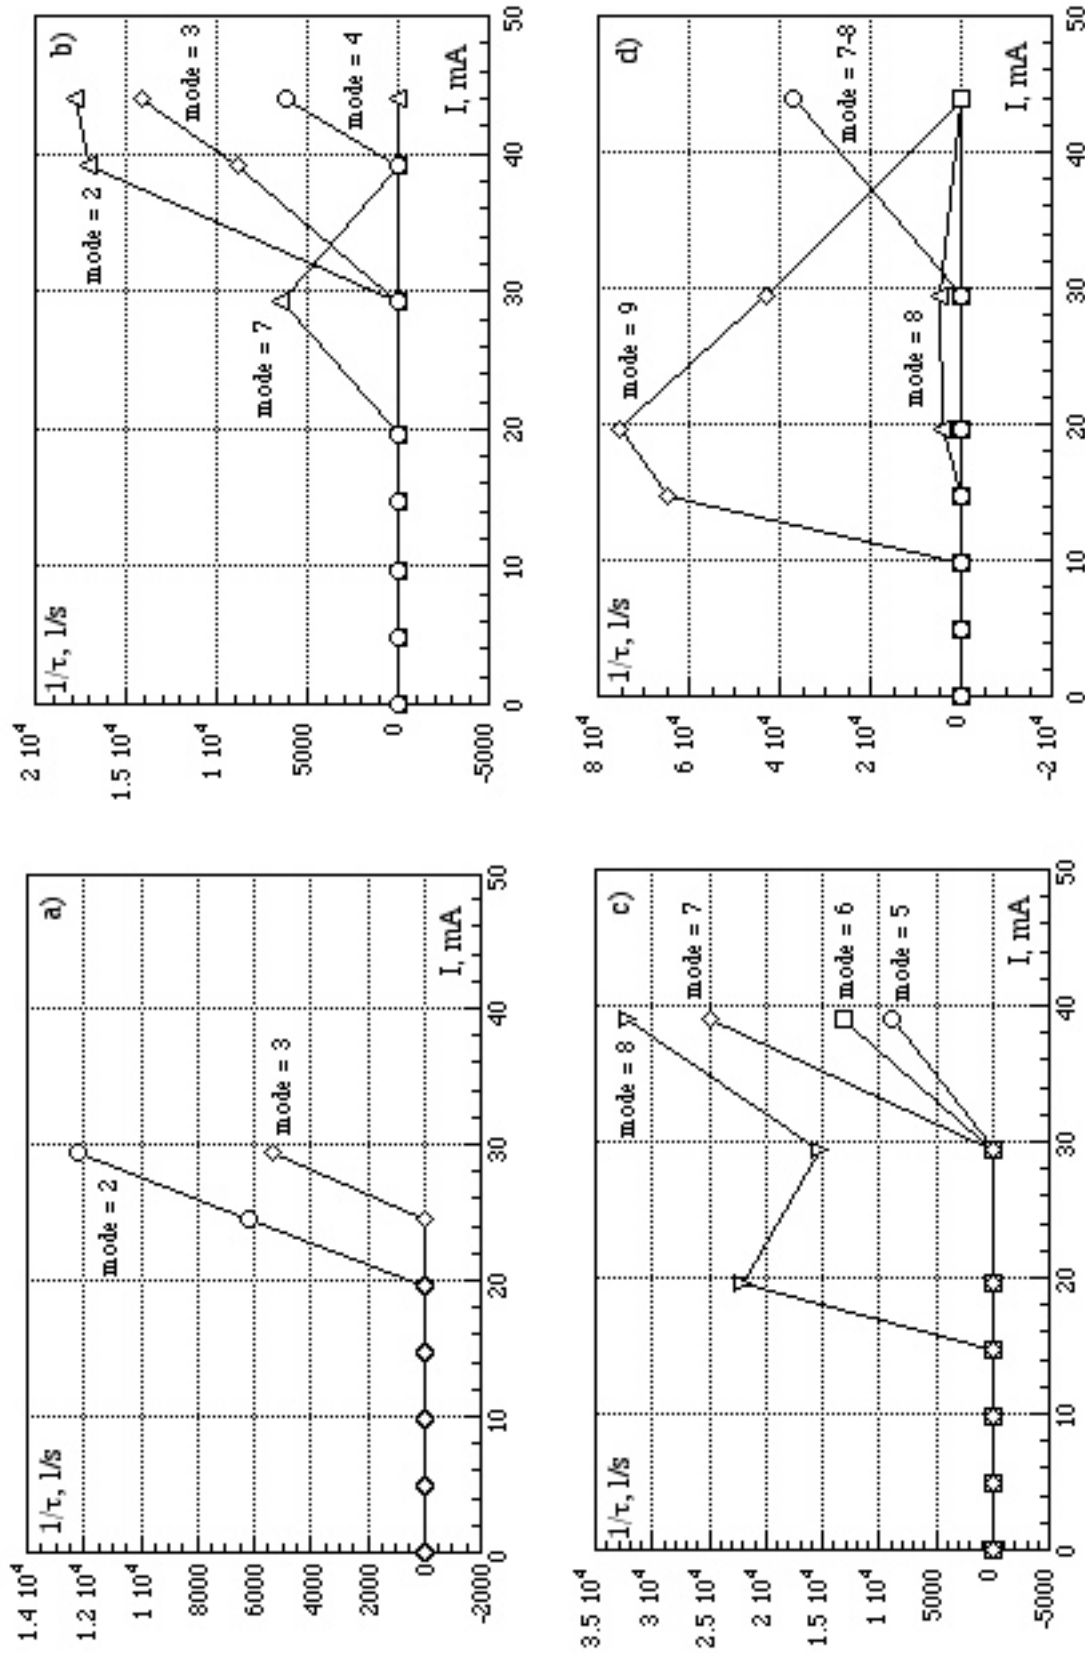 a)
1/τ, 1/s
1.4 10⁴
1.2 10⁴
1 10⁴
8000
6000
4000
2000
0
-2000
mode = 2
mode = 3
I, mA
0
10
20
30
40
50
b)
1/τ, 1/s
2 10⁴
1.5 10⁴
1 10⁴
5000
0
-5000
mode = 2
mode = 3
mode = 7
mode = 4
I, mA
0
10
20
30
40
50
c)
1/τ, 1/s
3.5 10⁴
3 10⁴
2.5 10⁴
2 10⁴
1.5 10⁴
1 10⁴
5000
0
-5000
mode = 8
mode = 7
mode = 6
mode = 5
I, mA
0
10
20
30
40
50
d)
1/τ, 1/s
8 10⁴
6 10⁴
4 10⁴
2 10⁴
0
-2 10⁴
mode = 9
mode = 7-8
mode = 8
I, mA
0
10
20
30
40
50